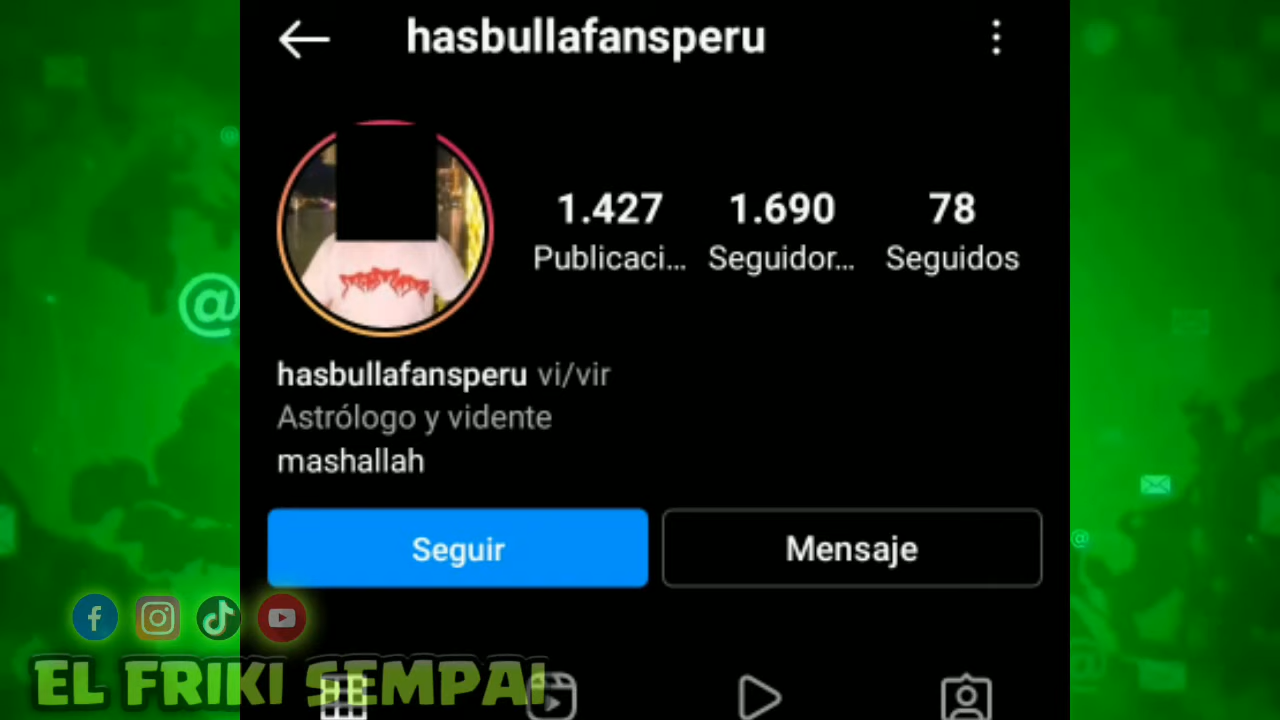 hasbullafansperu
1.427 1.690 78
Publicaci... Seguidor... Seguidos
hasbullafansperu vi/vir
Astrólogo y vidente
mashallah
Seguir Mensaje
EL FRIKI SEMPAI